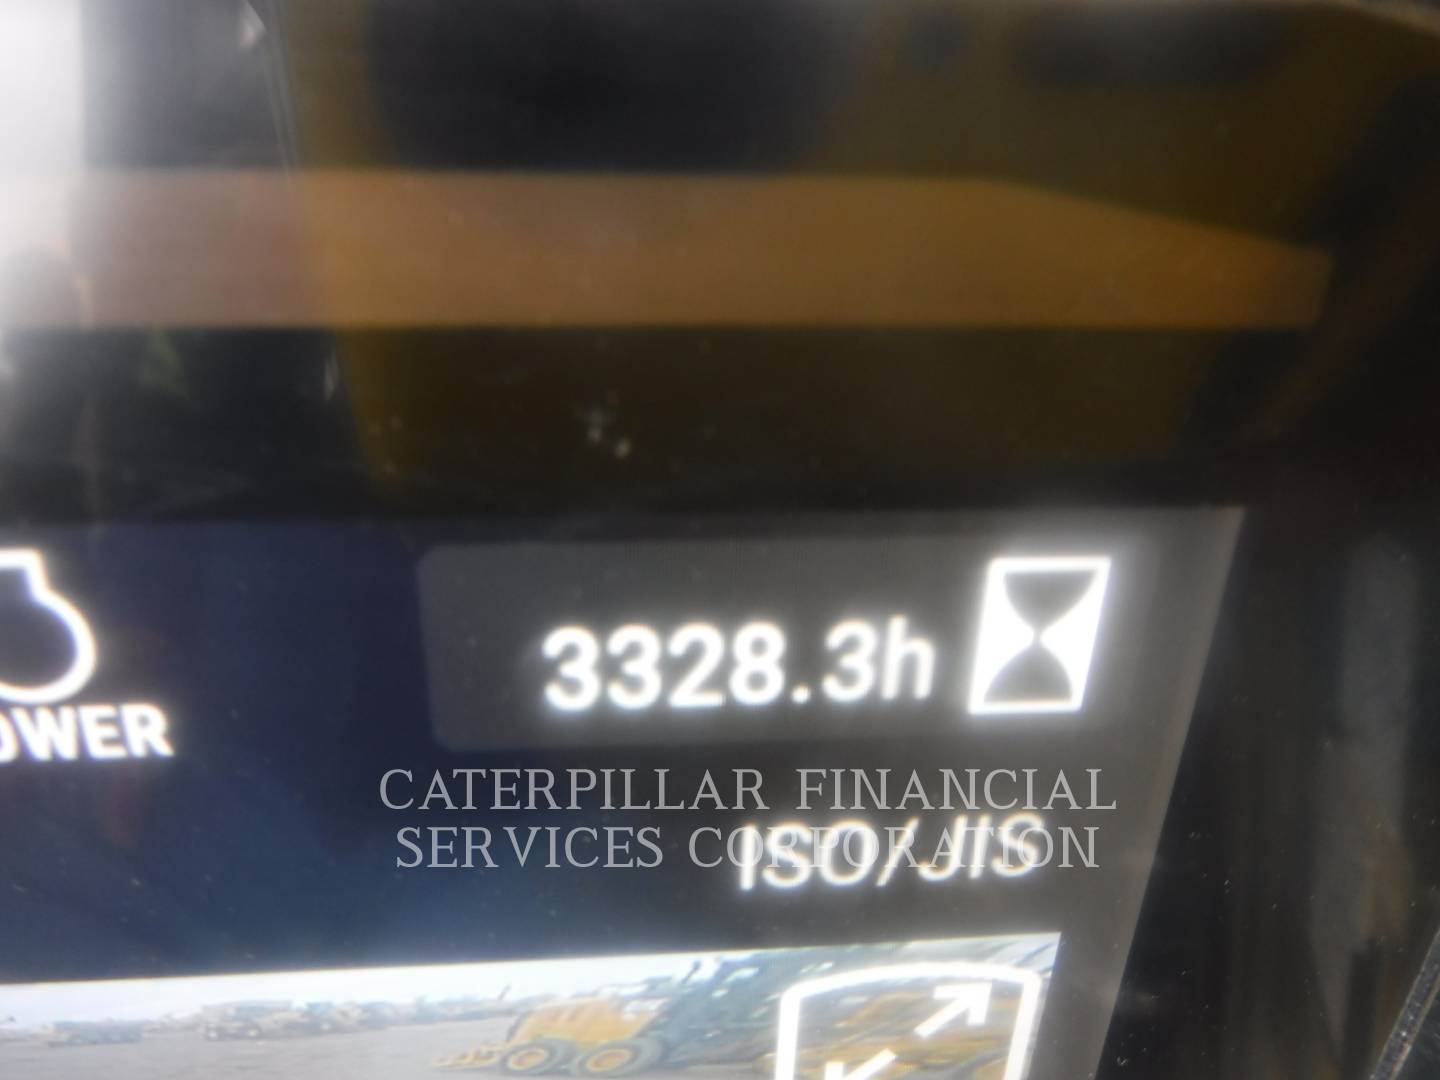 3328.3h
OWER
CATERPILLAR FINANCIAL
SERVICES CORPORATION
ISO/JIS